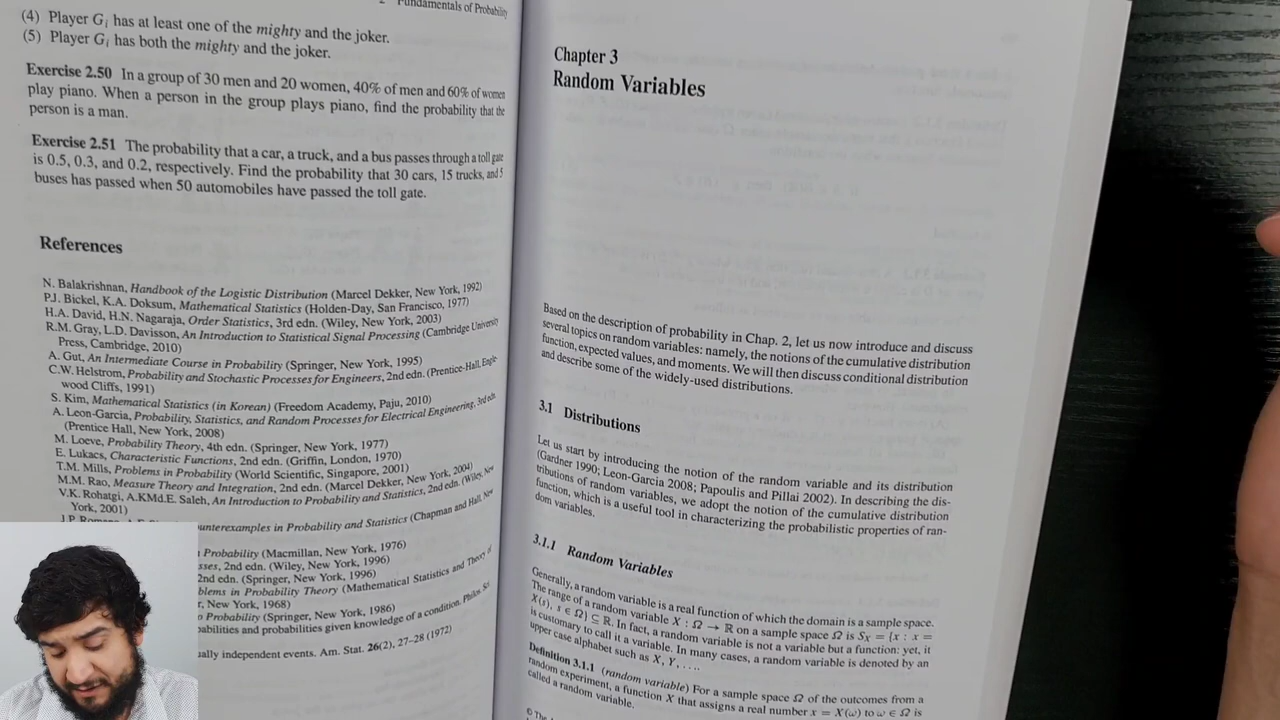 Fundamentals of Probability
(4) Player Gi has at least one of the mighty and the joker.
(5) Player Gi has both the mighty and the joker.
Exercise 2.50 In a group of 30 men and 20 women, 40% of men and 60% of women
play piano. When a person in the group plays piano, find the probability that the
person is a man.
Exercise 2.51 The probability that a car, a truck, and a bus passes through a toll gate
is 0.5, 0.3, and 0.2, respectively. Find the probability that 30 cars, 15 trucks, and 5
buses has passed when 50 automobiles have passed the toll gate.
References
N. Balakrishnan, Handbook of the Logistic Distribution (Marcel Dekker, New York, 1992)
P.J. Bickel, K.A. Doksum, Mathematical Statistics (Holden-Day, San Francisco, 1977)
H.A. David, H.N. Nagaraja, Order Statistics, 3rd edn. (Wiley, New York, 2003)
R.M. Gray, L.D. Davisson, An Introduction to Statistical Signal Processing (Cambridge University
Press, Cambridge, 2010)
A. Gut, An Intermediate Course in Probability (Springer, New York, 1995)
C.W. Helstrom, Probability and Stochastic Processes for Engineers, 2nd edn. (Prentice-Hall, Engle-
wood Cliffs, 1991)
S. Kim, Mathematical Statistics (in Korean) (Freedom Academy, Paju, 2010)
A. Leon-Garcia, Probability, Statistics, and Random Processes for Electrical Engineering, 3rd edn.
(Prentice Hall, New York, 2008)
M. Loeve, Probability Theory, 4th edn. (Springer, New York, 1977)
E. Lukacs, Characteristic Functions, 2nd edn. (Griffin, London, 1970)
T.M. Mills, Problems in Probability (World Scientific, Singapore, 2001)
M.M. Rao, Measure Theory and Integration, 2nd edn. (Marcel Dekker, New York, 2004)
V.K. Rohatgi, A.KMd.E. Saleh, An Introduction to Probability and Statistics, 2nd edn. (Wiley, New
York, 2001)
J.P. unterexamples in Probability and Statistics (Chapman and Hall, New
Probability (Macmillan, New York, 1976)
sses, 2nd edn. (Wiley, New York, 1996)
2nd edn. (Springer, New York, 1996)
blems in Probability Theory (Mathematical Statistics and Theory of
r, New York, 1968)
o Probability (Springer, New York, 1986)
babilities and probabilities given knowledge of a condition. Philos. Sci
ually independent events. Am. Stat. 26(2), 27–28 (1972)
Chapter 3
Random Variables
Based on the description of probability in Chap. 2, let us now introduce and discuss
several topics on random variables: namely, the notions of the cumulative distribution
function, expected values, and moments. We will then discuss conditional distribution
and describe some of the widely-used distributions.
3.1 Distributions
Let us start by introducing the notion of the random variable and its distribution
(Gardner 1990; Leon-Garcia 2008; Papoulis and Pillai 2002). In describing the dis-
tributions of random variables, we adopt the notion of the cumulative distribution
function, which is a useful tool in characterizing the probabilistic properties of ran-
dom variables.
3.1.1 Random Variables
Generally, a random variable is a real function of which the domain is a sample space.
The range of a random variable X : Ω → ℝ on a sample space Ω is SX = {x : x =
X(s), s ∈ Ω} ⊆ ℝ. In fact, a random variable is not a variable but a function: yet, it
is customary to call it a variable. In many cases, a random variable is denoted by an
upper case alphabet such as X, Y, . . ..
Definition 3.1.1 (random variable) For a sample space Ω of the outcomes from a
random experiment, a function X that assigns a real number x = X(ω) to ω ∈ Ω is
called a random variable.
© The